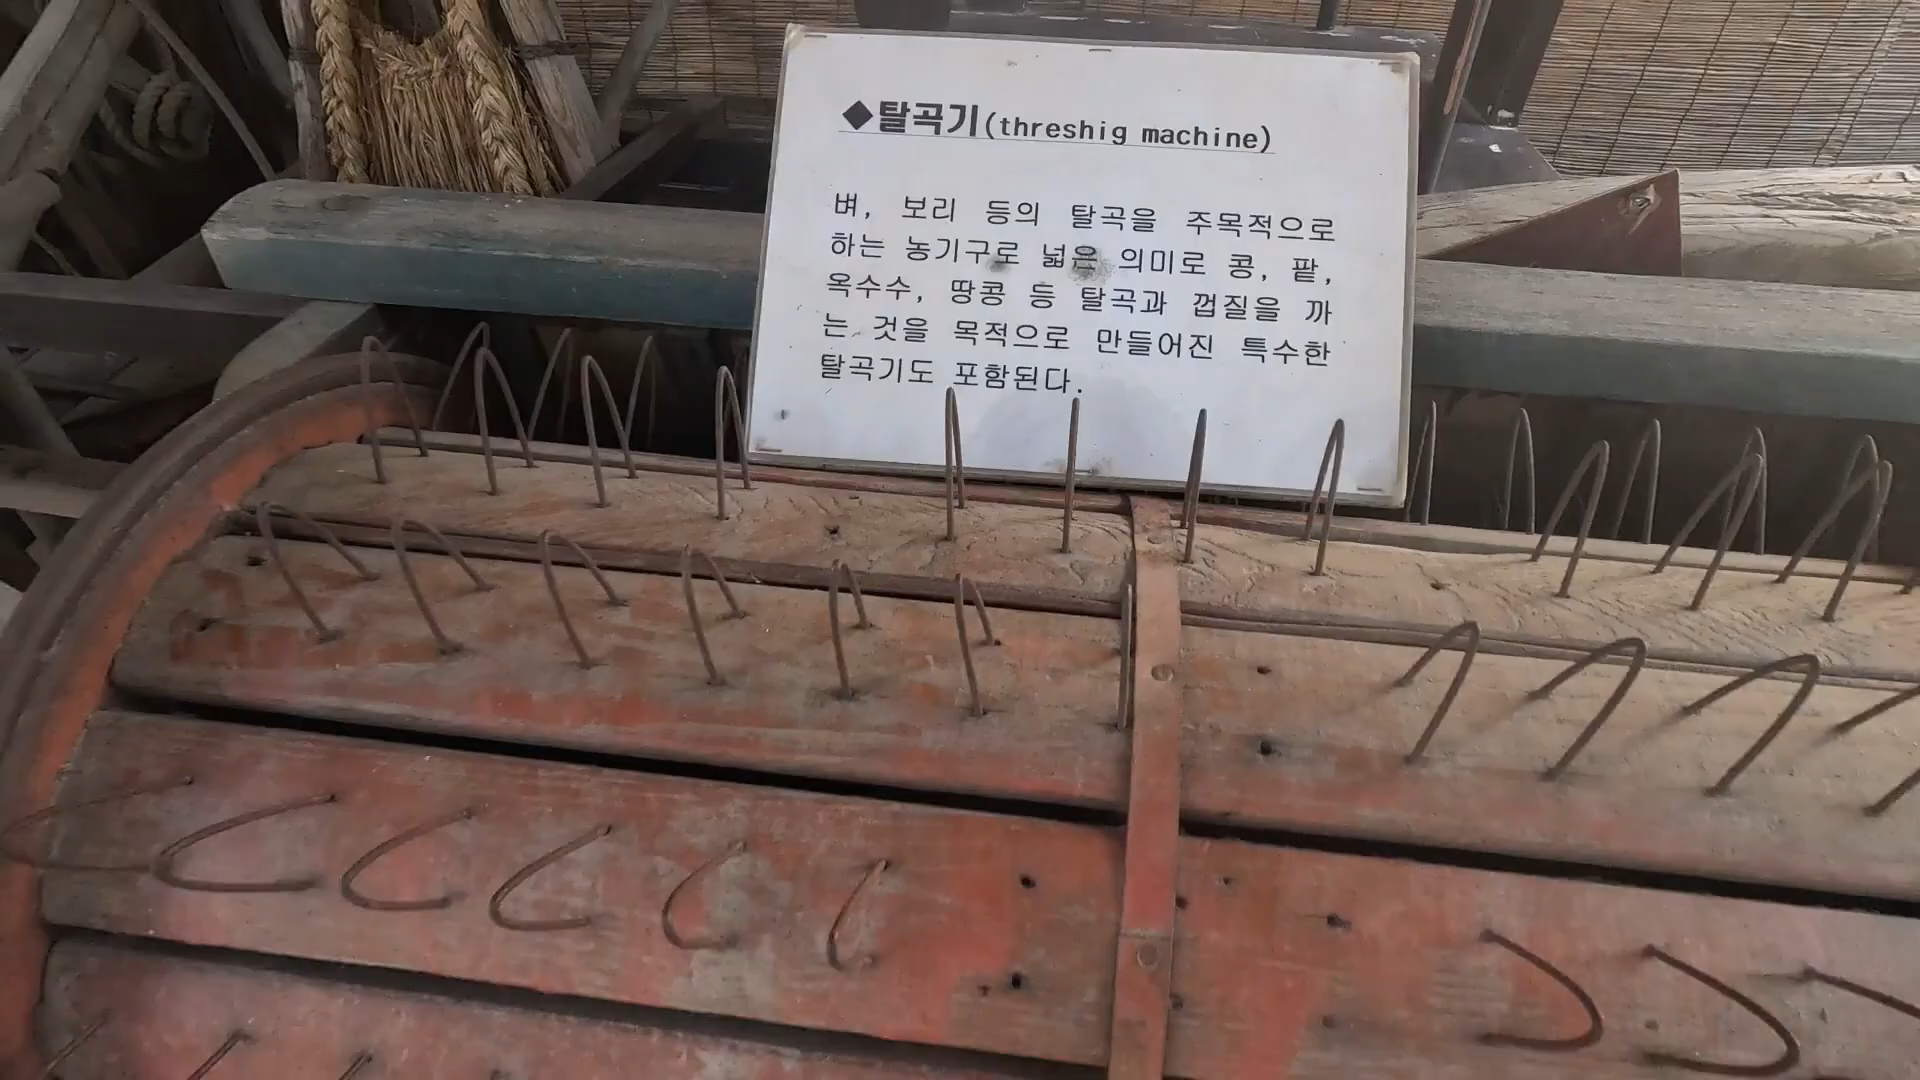 ◆탈곡기(threshig machine)
벼, 보리 등의 탈곡을 주목적으로
하는 농기구로 넓은 의미로 콩, 팥,
옥수수, 땅콩 등 탈곡과 껍질을 까
는 것을 목적으로 만들어진 특수한
탈곡기도 포함된다.